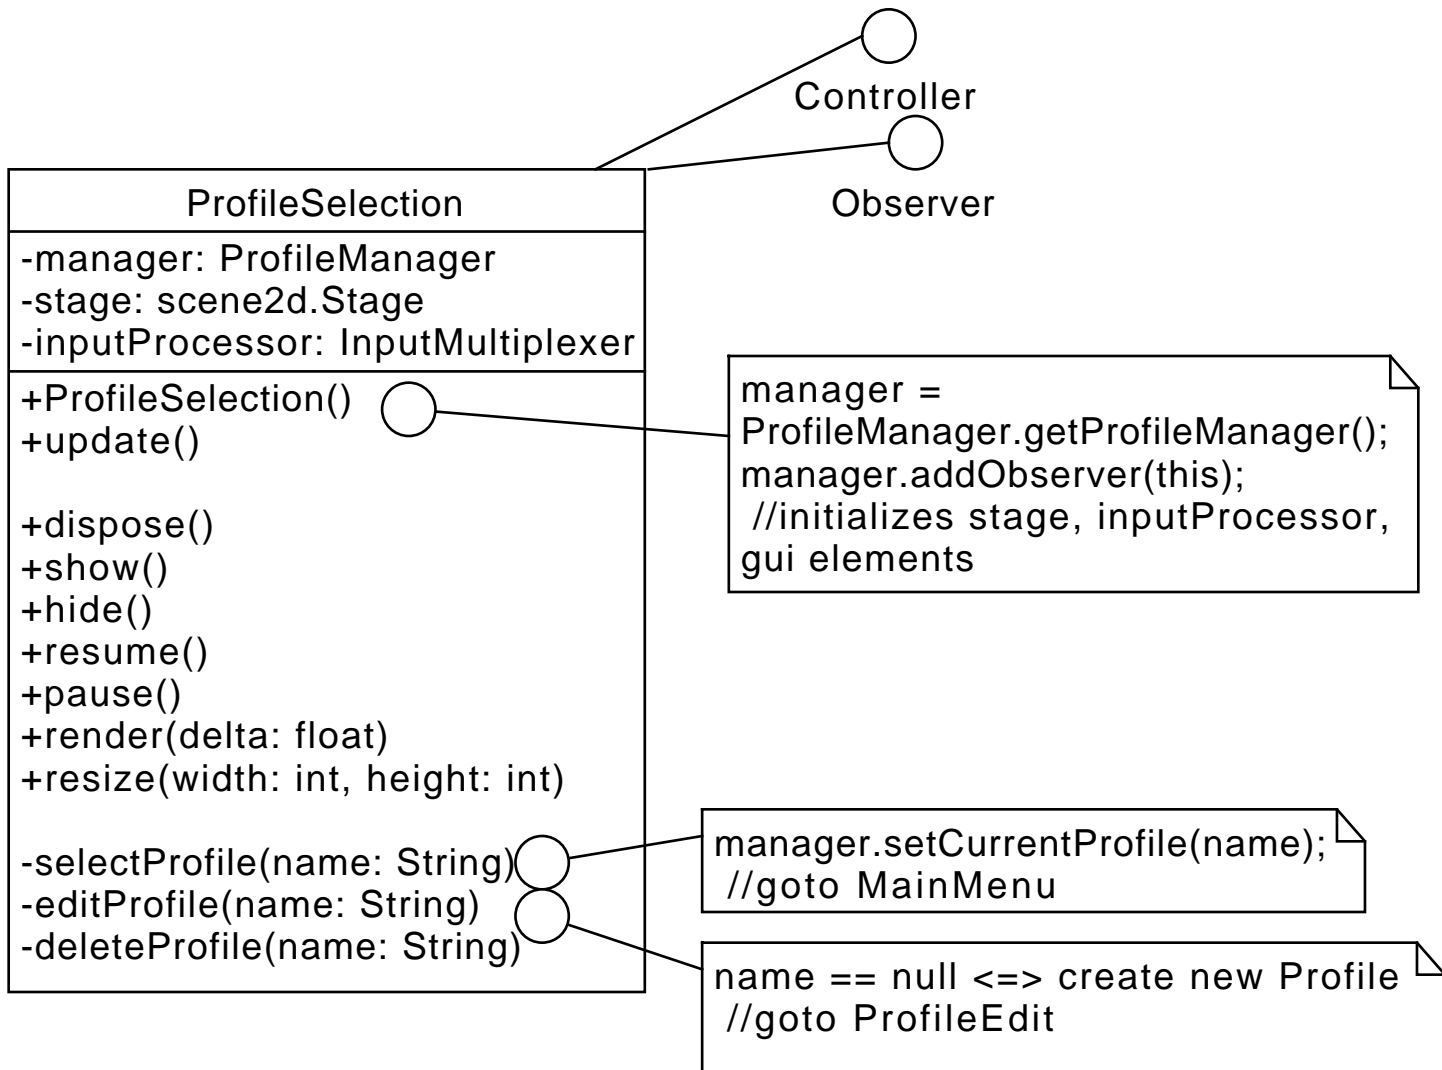 Controller
Observer
ProfileSelection
-manager: ProfileManager
-stage: scene2d.Stage
-inputProcessor: InputMultiplexer
+ProfileSelection()
+update()
+dispose()
+show()
+hide()
+resume()
+pause()
+render(delta: float)
+resize(width: int, height: int)
-selectProfile(name: String)
-editProfile(name: String)
-deleteProfile(name: String)
manager =
ProfileManager.getProfileManager();
manager.addObserver(this);
//initializes stage, inputProcessor,
gui elements
manager.setCurrentProfile(name);
//goto MainMenu
name == null <=> create new Profile
//goto ProfileEdit